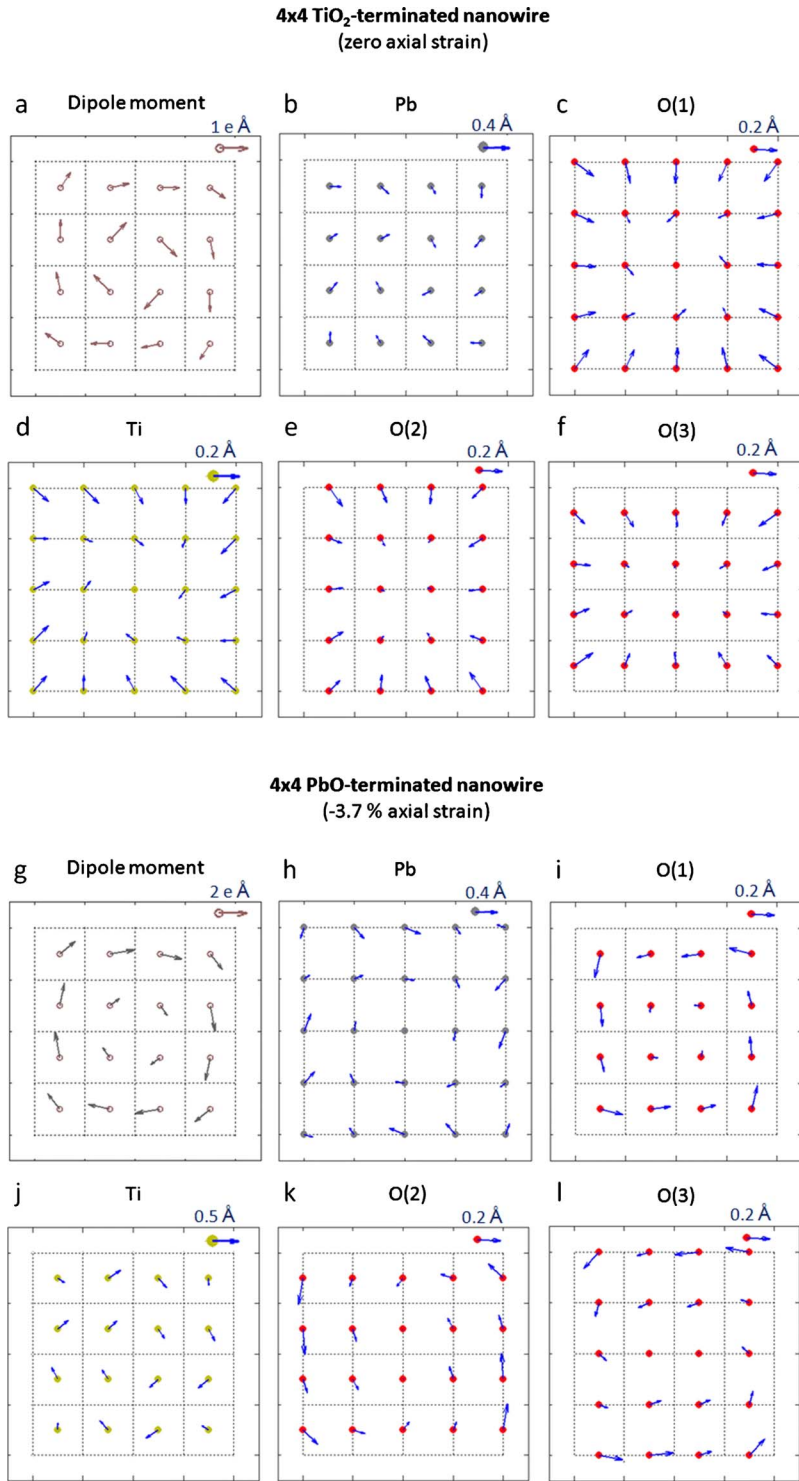 4x4 TiO₂-terminated nanowire
(zero axial strain)
a Dipole moment
1 e Å
b Pb
0.4 Å
c O(1)
0.2 Å
d Ti
0.2 Å
e O(2)
0.2 Å
f O(3)
0.2 Å
4x4 PbO-terminated nanowire
(-3.7 % axial strain)
g Dipole moment
2 e Å
h Pb
0.4 Å
i O(1)
0.2 Å
j Ti
0.5 Å
k O(2)
0.2 Å
l O(3)
0.2 Å